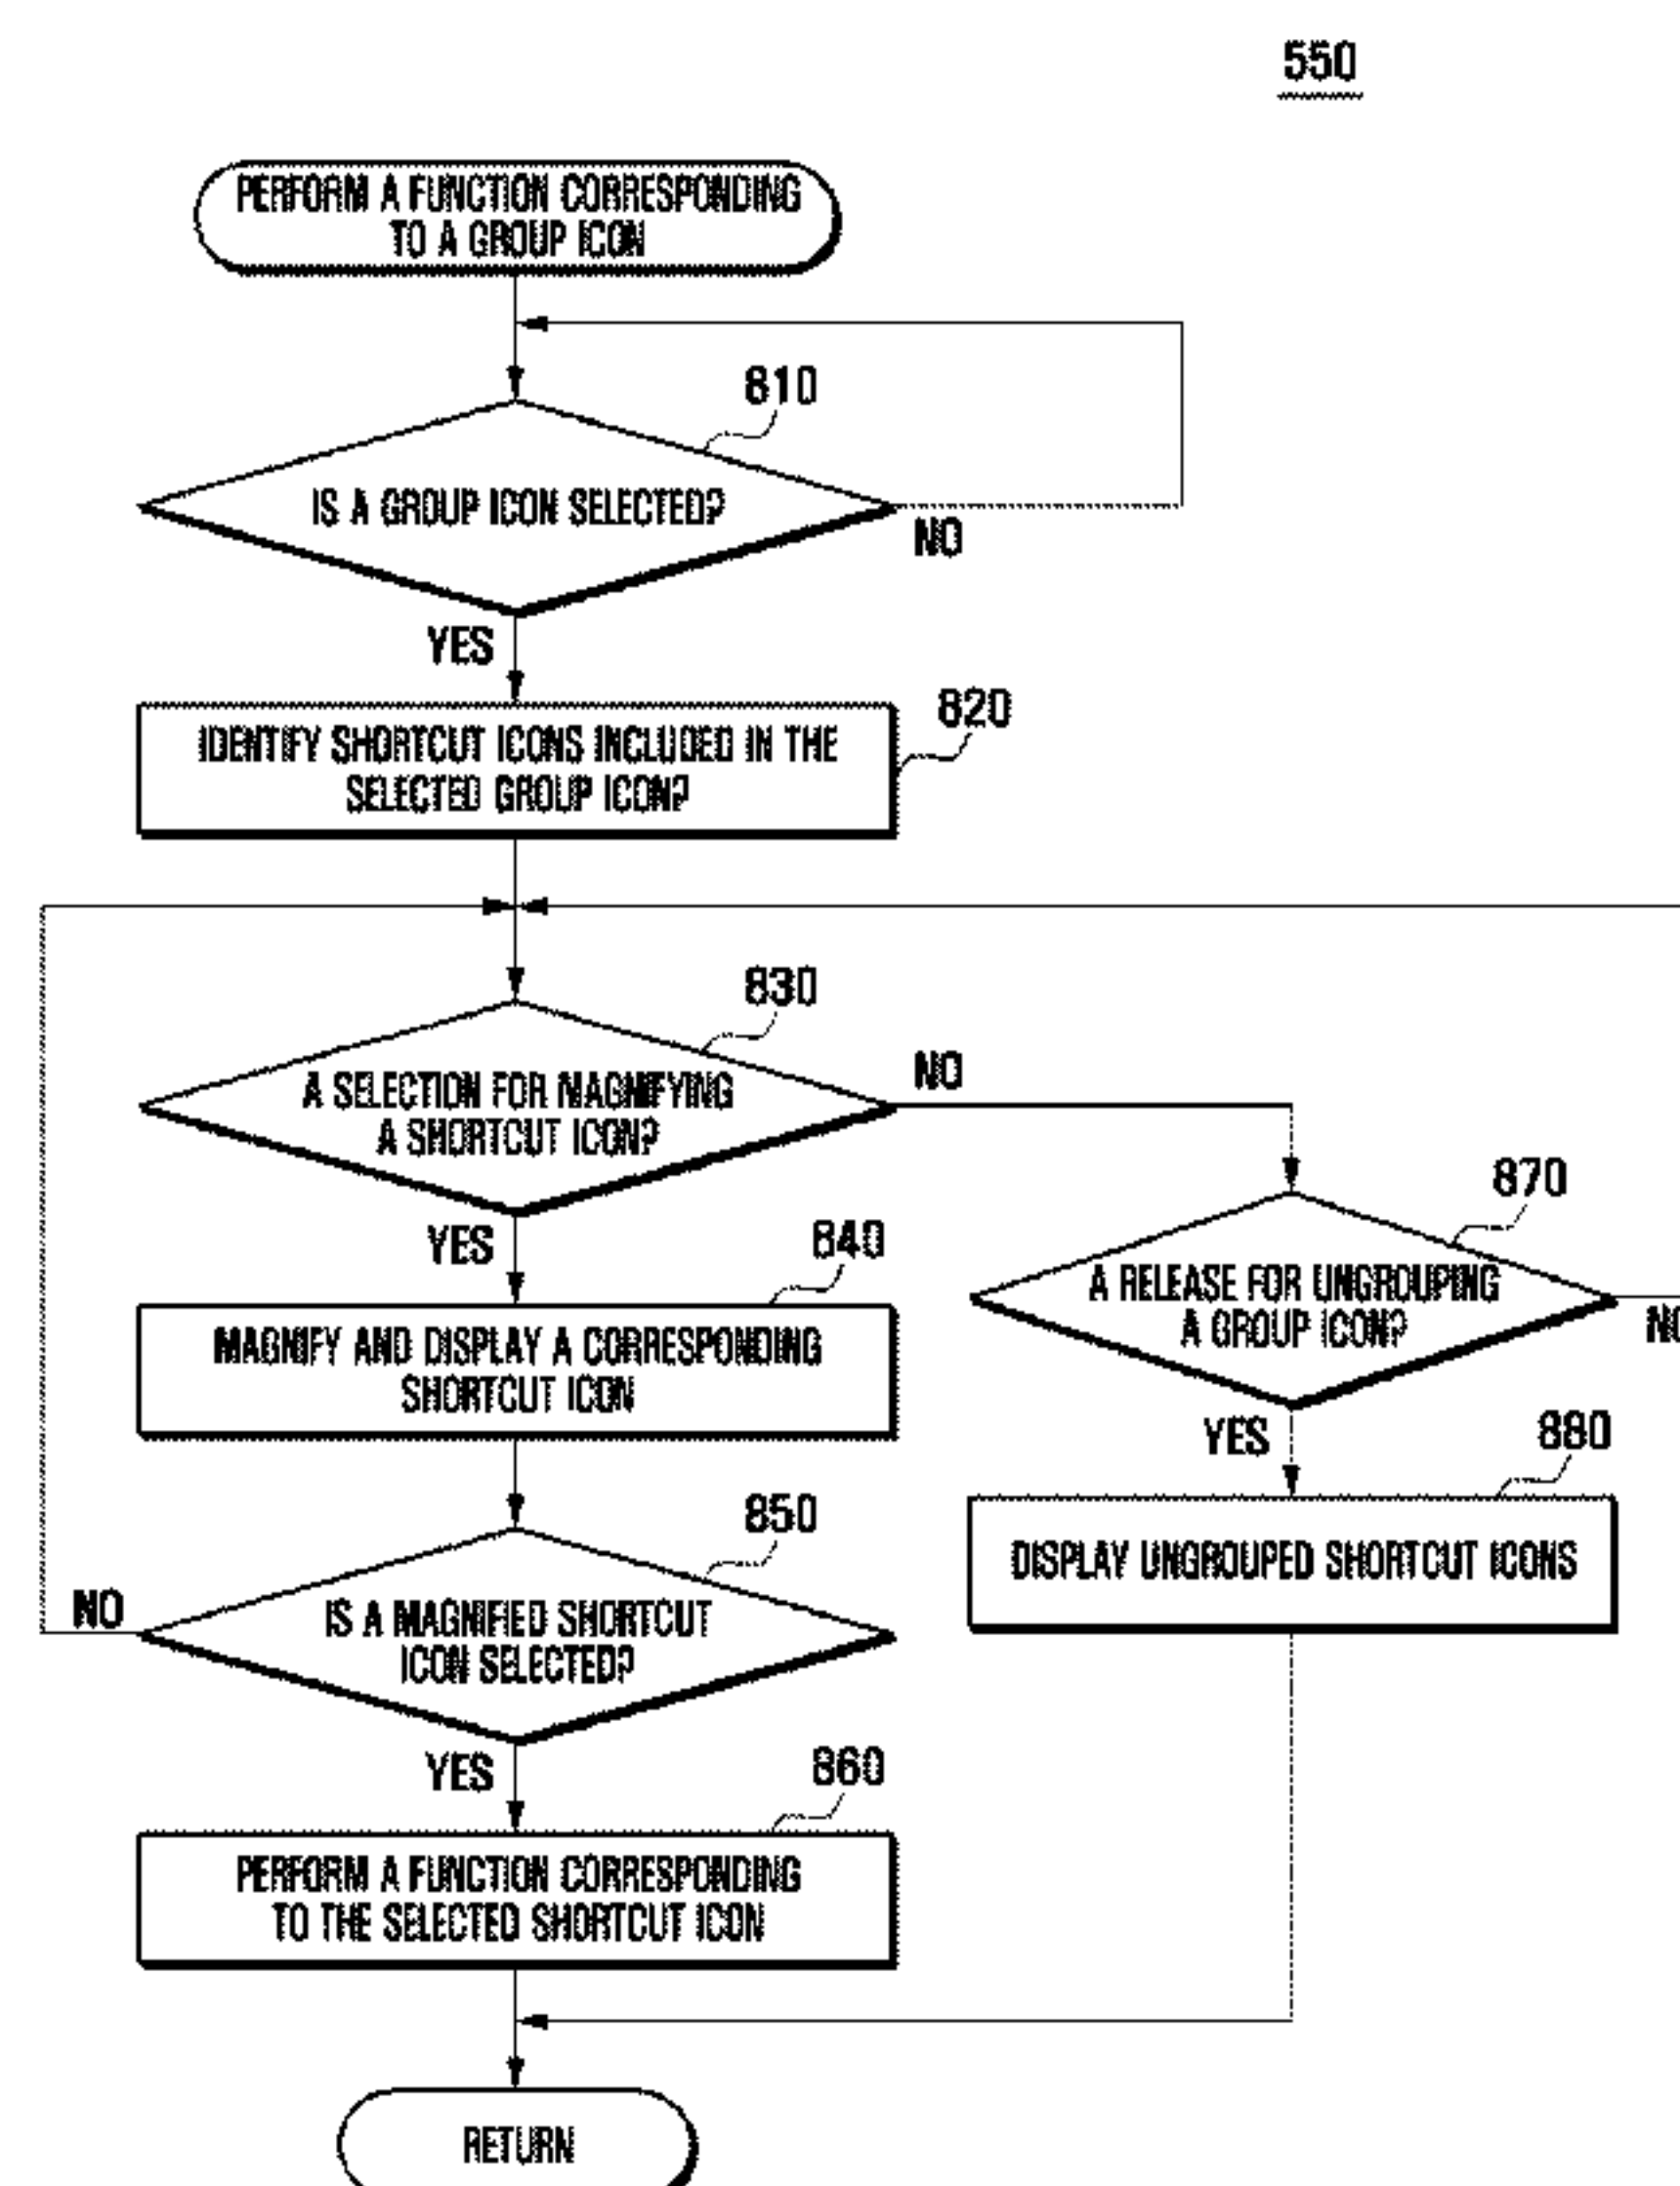 550
PERFORM A FUNCTION CORRESPONDING
TO A GROUP ICON
810
IS A GROUP ICON SELECTED?
NO
YES
820
IDENTIFY SHORTCUT ICONS INCLUDED IN THE
SELECTED GROUP ICON?
830
A SELECTION FOR MAGNIFYING
A SHORTCUT ICON?
NO
YES
870
A RELEASE FOR UNGROUPING
A GROUP ICON?
NO
YES
840
MAGNIFY AND DISPLAY A CORRESPONDING
SHORTCUT ICON
880
DISPLAY UNGROUPED SHORTCUT ICONS
850
IS A MAGNIFIED SHORTCUT
ICON SELECTED?
NO
YES
860
PERFORM A FUNCTION CORRESPONDING
TO THE SELECTED SHORTCUT ICON
RETURN